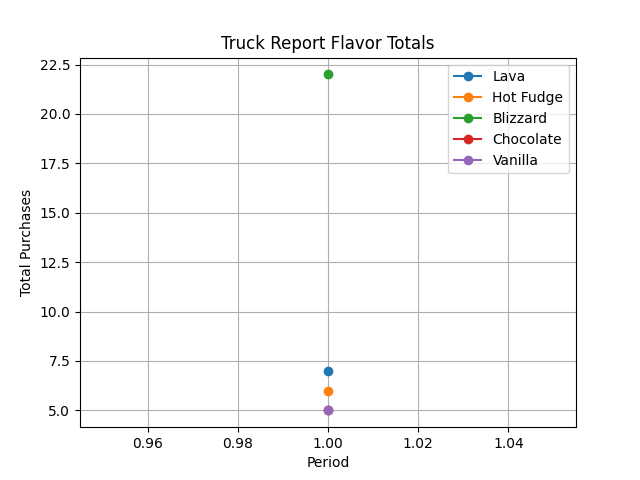 Truck Report Flavor Totals
22.5
20.0
17.5
15.0
12.5
10.0
7.5
5.0
Total Purchases
Lava
Hot Fudge
Blizzard
Chocolate
Vanilla
0.96 0.98 1.00 1.02 1.04
Period